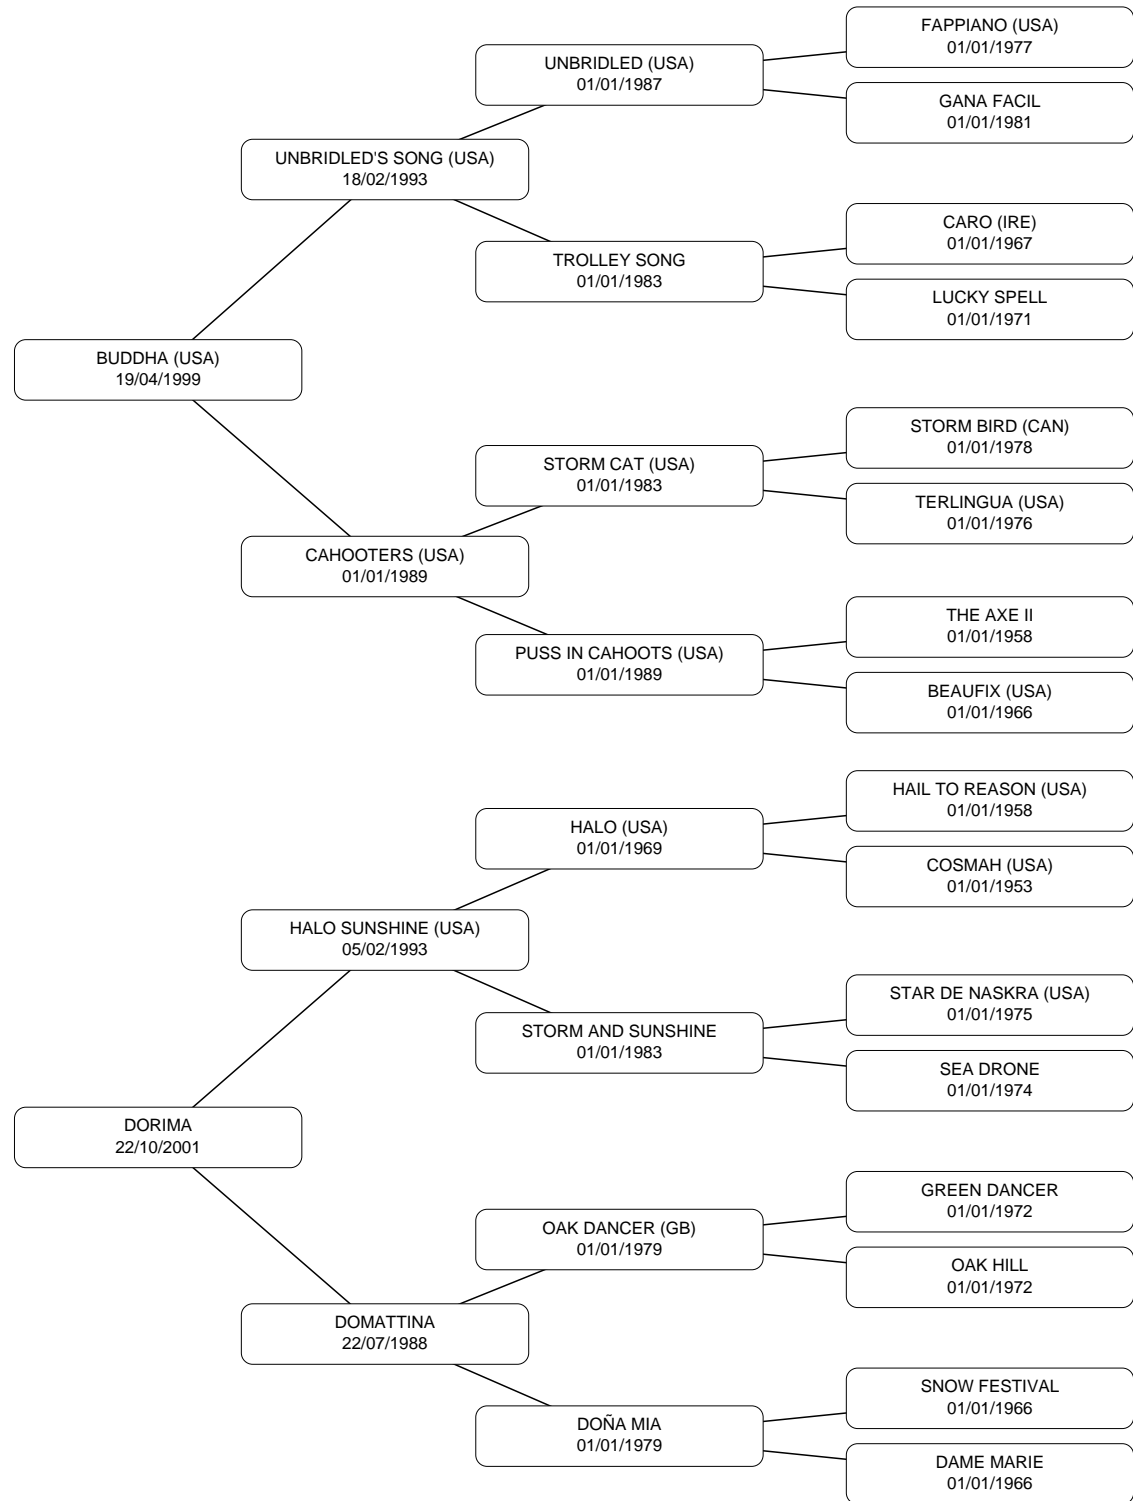 FAPPIANO (USA)
01/01/1977
UNBRIDLED (USA)
01/01/1987
GANA FACIL
01/01/1981
UNBRIDLED'S SONG (USA)
18/02/1993
CARO (IRE)
01/01/1967
TROLLEY SONG
01/01/1983
LUCKY SPELL
01/01/1971
BUDDHA (USA)
19/04/1999
STORM BIRD (CAN)
01/01/1978
STORM CAT (USA)
01/01/1983
TERLINGUA (USA)
01/01/1976
CAHOOTERS (USA)
01/01/1989
THE AXE II
01/01/1958
PUSS IN CAHOOTS (USA)
01/01/1989
BEAUFIX (USA)
01/01/1966
HAIL TO REASON (USA)
01/01/1958
HALO (USA)
01/01/1969
COSMAH (USA)
01/01/1953
HALO SUNSHINE (USA)
05/02/1993
STAR DE NASKRA (USA)
01/01/1975
STORM AND SUNSHINE
01/01/1983
SEA DRONE
01/01/1974
DORIMA
22/10/2001
GREEN DANCER
01/01/1972
OAK DANCER (GB)
01/01/1979
OAK HILL
01/01/1972
DOMATTINA
22/07/1988
SNOW FESTIVAL
01/01/1966
DOÑA MIA
01/01/1979
DAME MARIE
01/01/1966